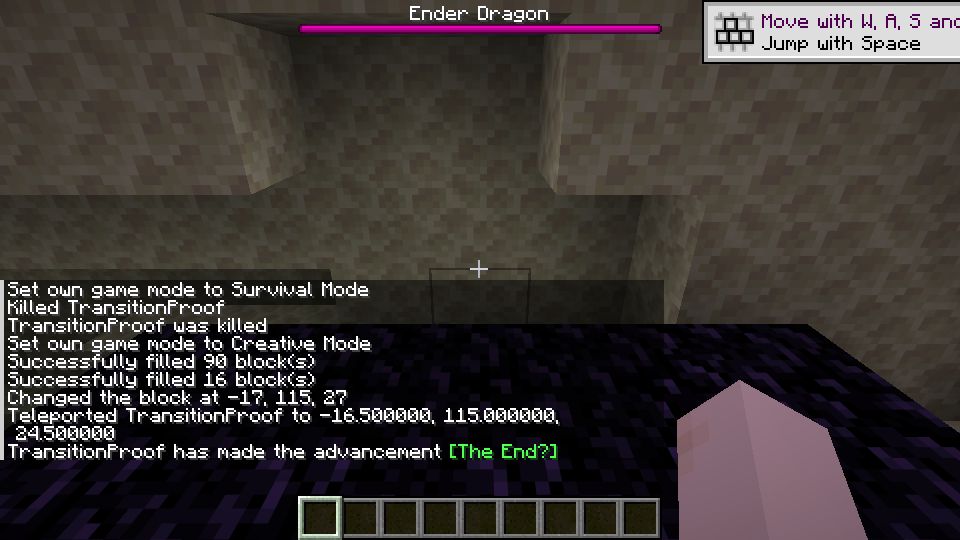 Ender Dragon
Move with W, A, S and
Jump with Space
Set own game mode to Survival Mode
Killed TransitionProof
TransitionProof was killed
Set own game mode to Creative Mode
Successfully filled 90 block(s)
Successfully filled 16 block(s)
Changed the block at -17, 115, 27
Teleported TransitionProof to -16.500000, 115.000000,
24.500000
TransitionProof has made the advancement [The End?]